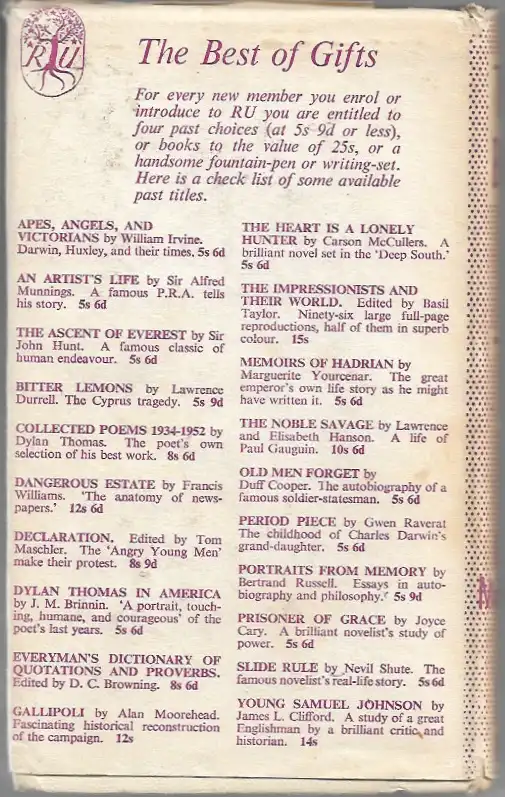 RU
The Best of Gifts
For every new member you enrol or
introduce to RU you are entitled to
four past choices (at 5s 9d or less),
or books to the value of 25s, or a
handsome fountain-pen or writing-set.
Here is a check list of some available
past titles.
APES, ANGELS, AND
VICTORIANS by William Irvine.
Darwin, Huxley, and their times. 5s 6d
AN ARTIST'S LIFE by Sir Alfred
Munnings. A famous P.R.A. tells
his story. 5s 6d
THE ASCENT OF EVEREST by Sir
John Hunt. A famous classic of
human endeavour. 5s 6d
BITTER LEMONS by Lawrence
Durrell. The Cyprus tragedy. 5s 9d
COLLECTED POEMS 1934-1952 by
Dylan Thomas. The poet's own
selection of his best work. 8s 6d
DANGEROUS ESTATE by Francis
Williams. 'The anatomy of news-
papers.' 12s 6d
DECLARATION. Edited by Tom
Maschler. The 'Angry Young Men'
make their protest. 8s 9d
DYLAN THOMAS IN AMERICA
by J. M. Brinnin. 'A portrait, touch-
ing, humane, and courageous' of the
poet's last years. 5s 6d
EVERYMAN'S DICTIONARY OF
QUOTATIONS AND PROVERBS.
Edited by D. C. Browning. 8s 6d
GALLIPOLI by Alan Moorehead.
Fascinating historical reconstruction
of the campaign. 12s
THE HEART IS A LONELY
HUNTER by Carson McCullers. A
brilliant novel set in the 'Deep South.'
5s 6d
THE IMPRESSIONISTS AND
THEIR WORLD. Edited by Basil
Taylor. Ninety-six large full-page
reproductions, half of them in superb
colour. 15s
MEMOIRS OF HADRIAN by
Marguerite Yourcenar. The great
emperor's own life story as he might
have written it. 5s 6d
THE NOBLE SAVAGE by Lawrence
and Elisabeth Hanson. A life of
Paul Gauguin. 10s 6d
OLD MEN FORGET by
Duff Cooper. The autobiography of a
famous soldier-statesman. 5s 6d
PERIOD PIECE by Gwen Raverat
The childhood of Charles Darwin's
grand-daughter. 5s 6d
PORTRAITS FROM MEMORY by
Bertrand Russell. Essays in auto-
biography and philosophy. 5s 9d
PRISONER OF GRACE by Joyce
Cary. A brilliant novelist's study of
power. 5s 6d
SLIDE RULE by Nevil Shute. The
famous novelist's real-life story. 5s 6d
YOUNG SAMUEL JOHNSON by
James L. Clifford. A study of a great
Englishman by a brilliant critic and
historian. 14s